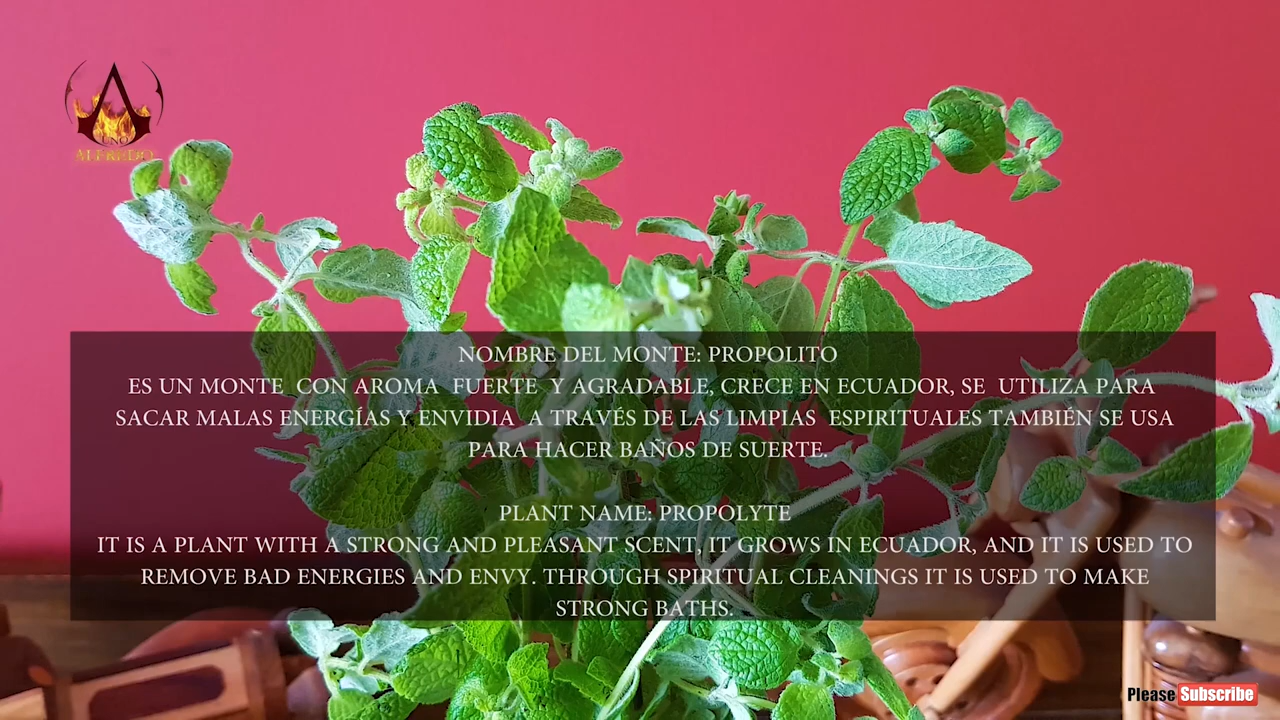 UNO
ALFREDO
NOMBRE DEL MONTE: PROPOLITO
ES UN MONTE CON AROMA FUERTE Y AGRADABLE, CRECE EN ECUADOR, SE UTILIZA PARA
SACAR MALAS ENERGÍAS Y ENVIDIA A TRAVÉS DE LAS LIMPIAS ESPIRITUALES TAMBIÉN SE USA
PARA HACER BAÑOS DE SUERTE.
PLANT NAME: PROPOLYTE
IT IS A PLANT WITH A STRONG AND PLEASANT SCENT, IT GROWS IN ECUADOR, AND IT IS USED TO
REMOVE BAD ENERGIES AND ENVY. THROUGH SPIRITUAL CLEANINGS IT IS USED TO MAKE
STRONG BATHS.
Please Subscribe